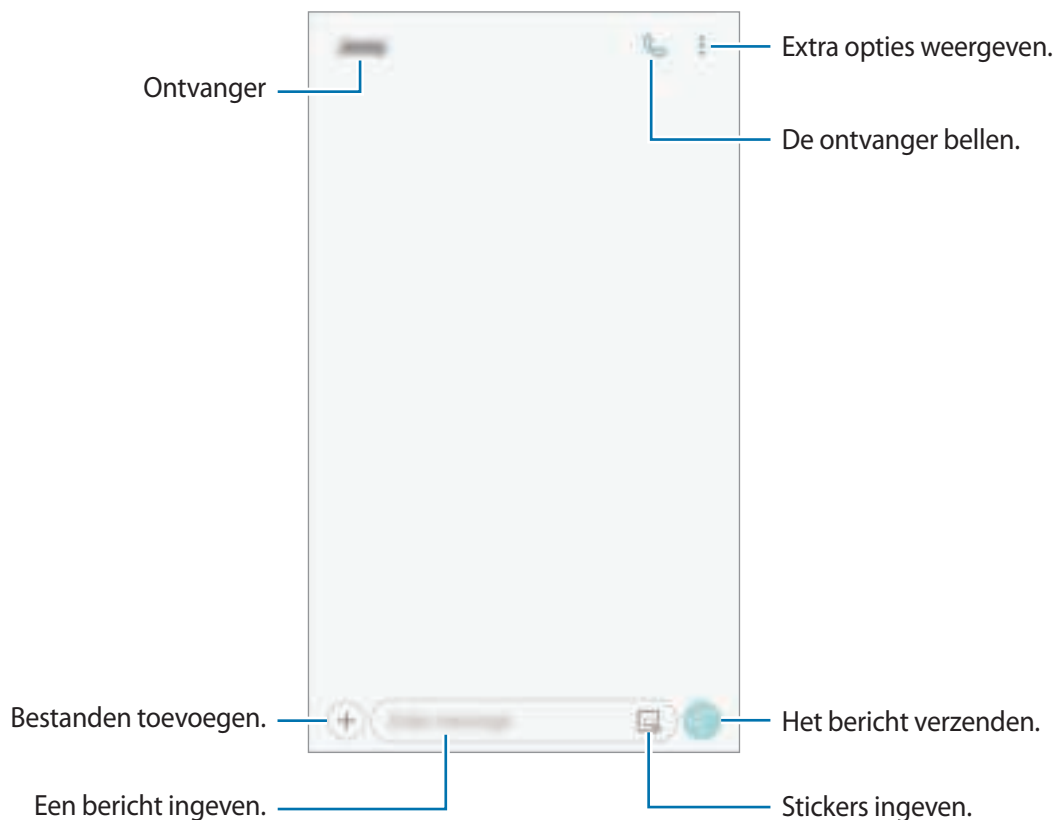 Extra opties weergeven.
Ontvanger
De ontvanger bellen.
Bestanden toevoegen.
Het bericht verzenden.
Een bericht ingeven.
Stickers ingeven.